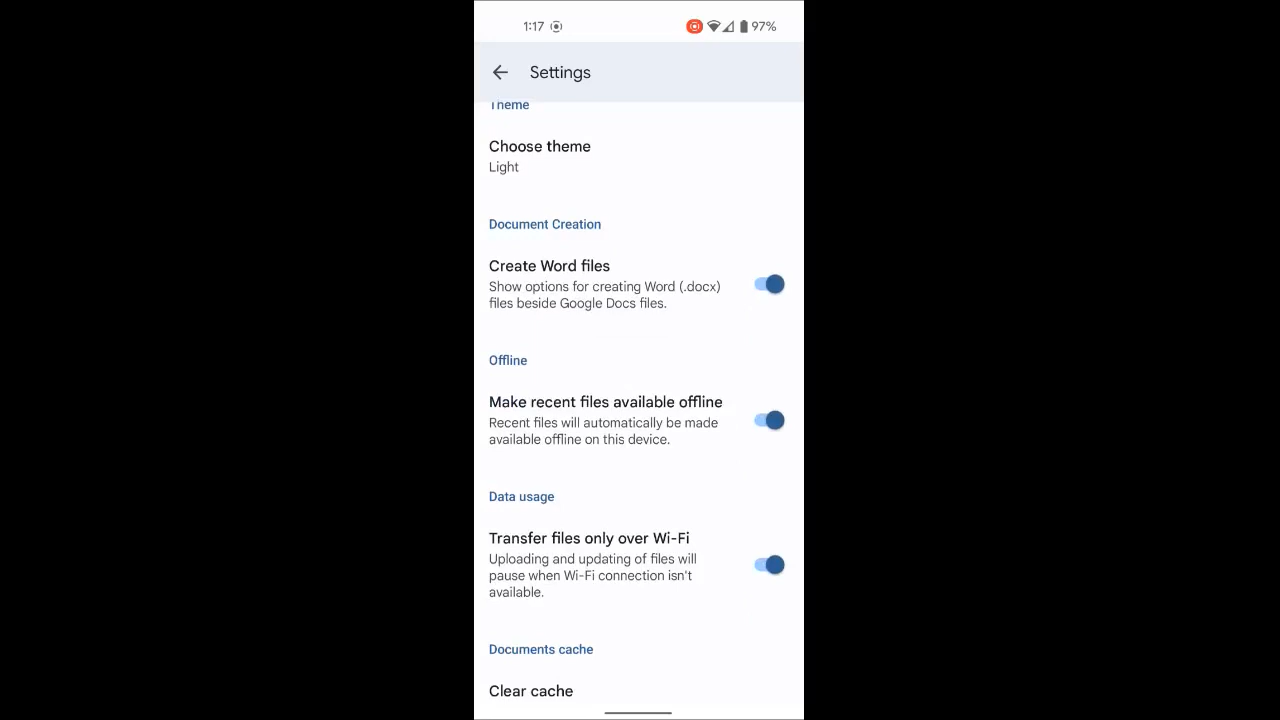 1:17 97%
Settings
Theme
Choose theme
Light
Document Creation
Create Word files
Show options for creating Word (.docx)
files beside Google Docs files.
Offline
Make recent files available offline
Recent files will automatically be made
available offline on this device.
Data usage
Transfer files only over Wi-Fi
Uploading and updating of files will
pause when Wi-Fi connection isn't
available.
Documents cache
Clear cache